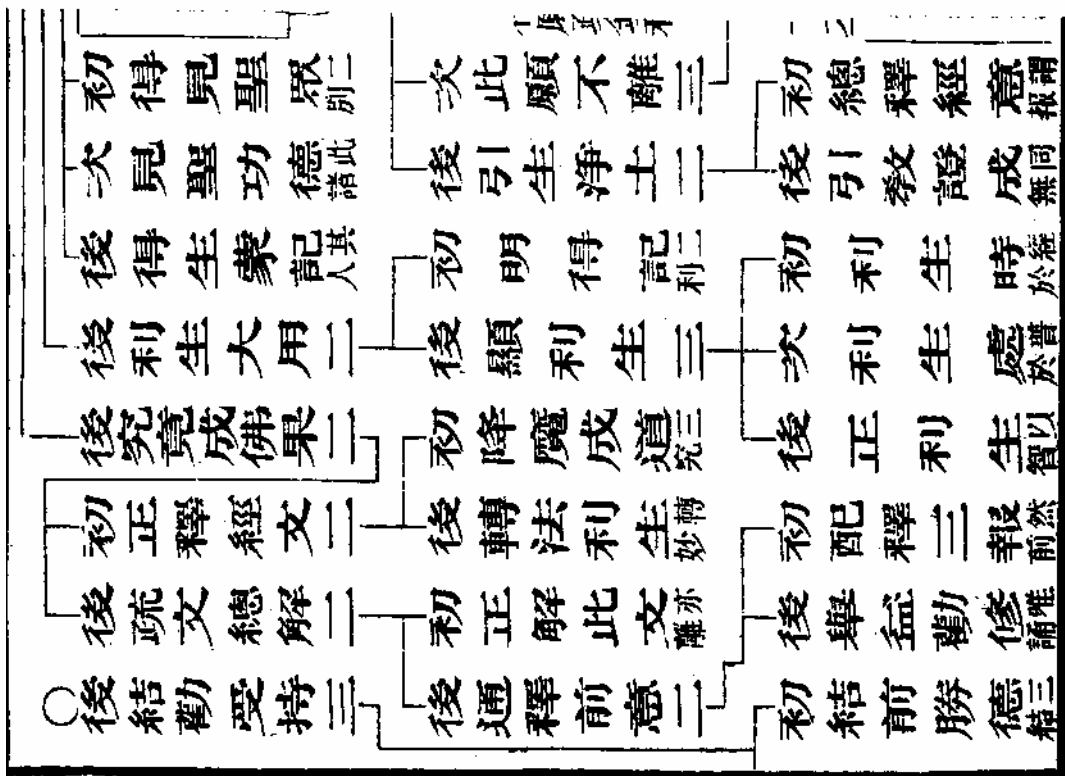 初得見聖眾二別
次此願不離三
初總釋經意謂報
次見聖功德此諸
後引生淨土二
後引教證成同無
後得生蒙記其人
初明得記二利
初利生時經於
後利生大用二
後顯利生三
次利生處普於
後究竟成佛果二
初降魔成道三究
後正利生以智
初正釋經文二
後轉法利生轉妙
初配釋三報然前
後疏文總解二
初正解此文亦離
後舉益勸修唯誦
○後結勸受持三
後通釋前意二
初結前勝德三結